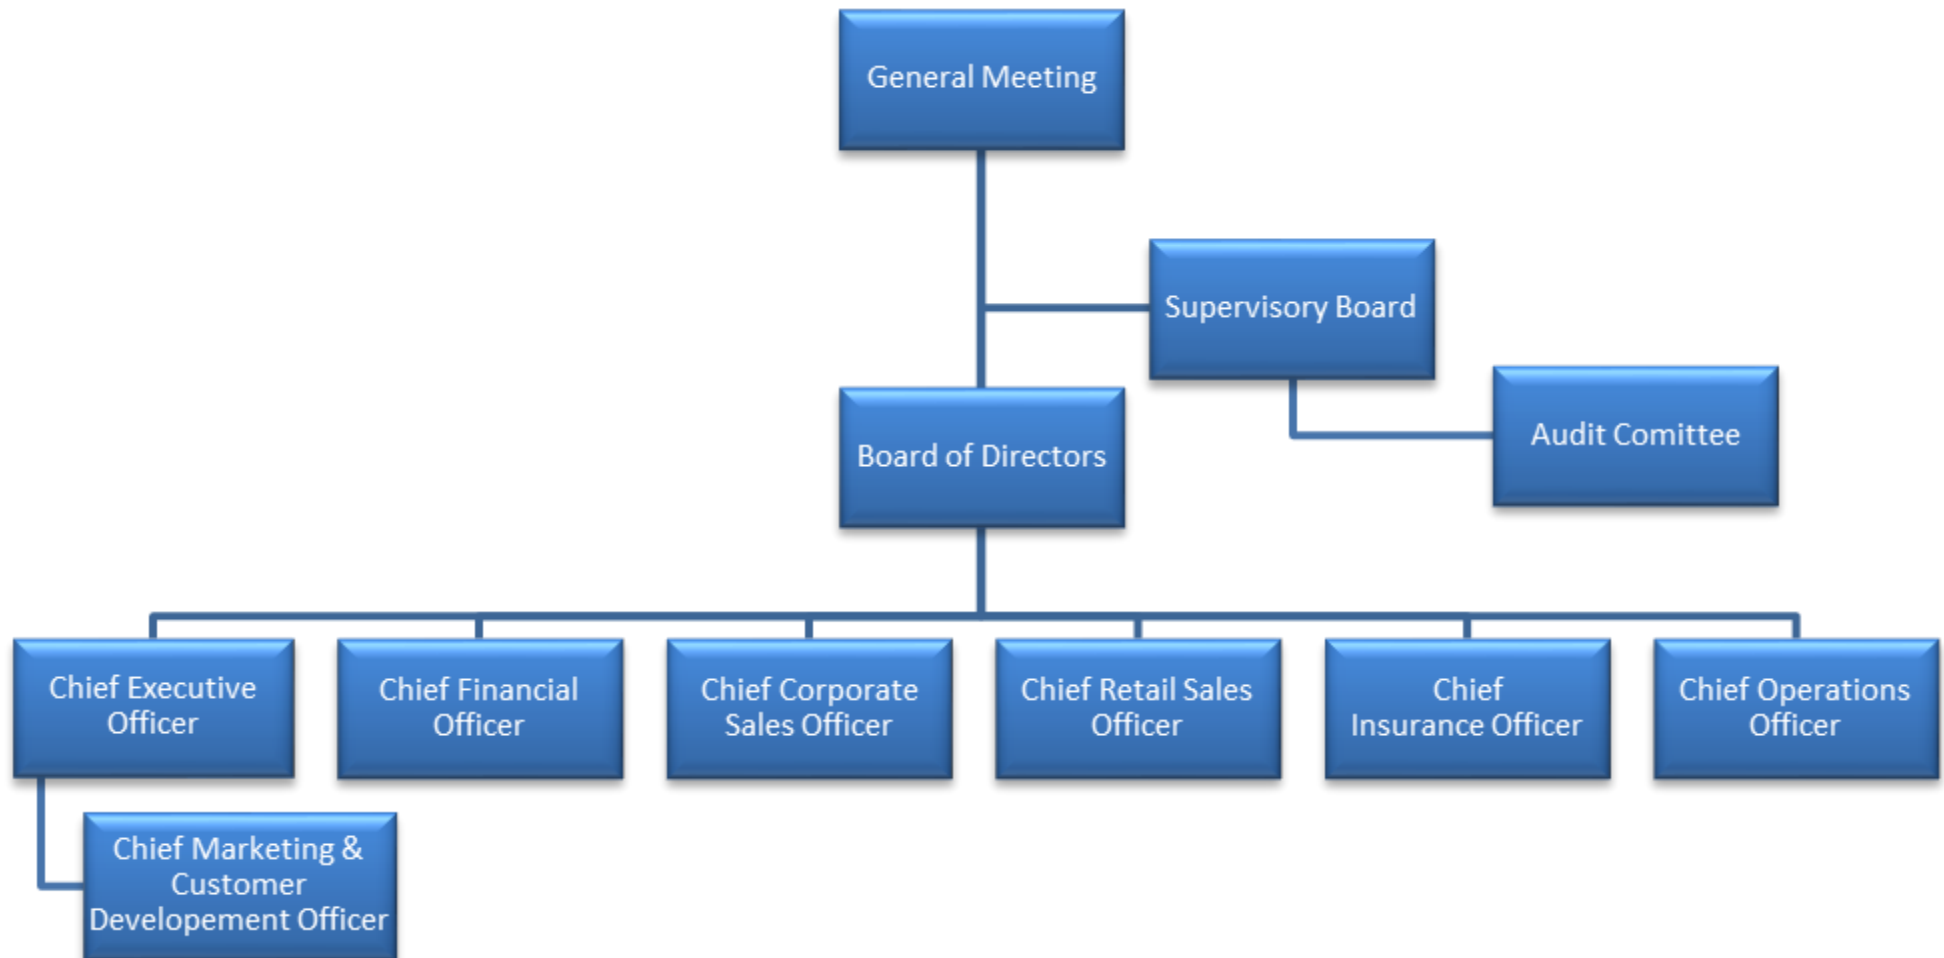 General Meeting
Supervisory Board
Audit Comittee
Board of Directors
Chief Executive
Officer
Chief Financial
Officer
Chief Corporate
Sales Officer
Chief Retail Sales
Officer
Chief
Insurance Officer
Chief Operations
Officer
Chief Marketing &
Customer
Developement Officer